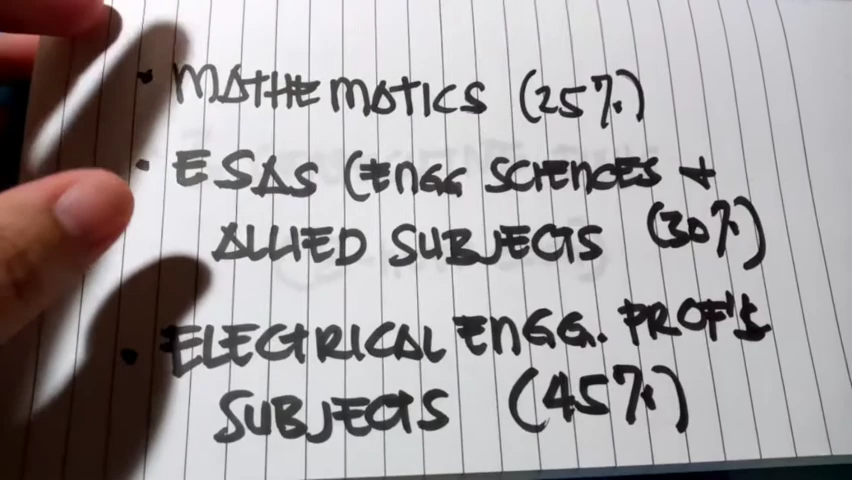 • MATHEMATICS (25%)
• ESAS (ENGG SCIENCES +
ALLIED SUBJECTS (30%)
• ELECTRICAL ENGG. PROF'L
SUBJECTS (45%)